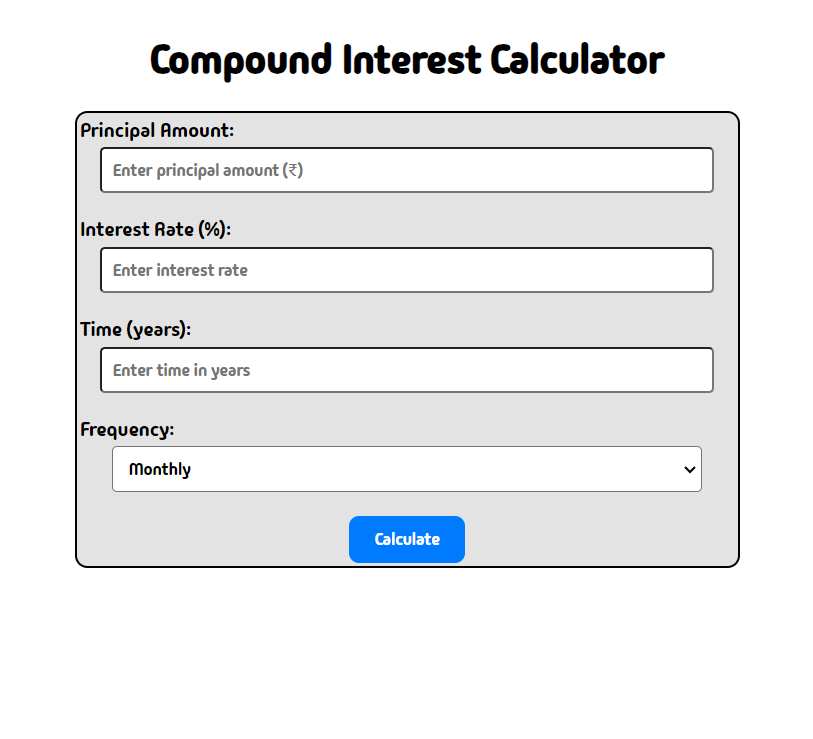 Compound Interest Calculator
Principal Amount:
Enter principal amount (₹)
Interest Rate (%):
Enter interest rate
Time (years):
Enter time in years
Frequency:
Monthly
Calculate